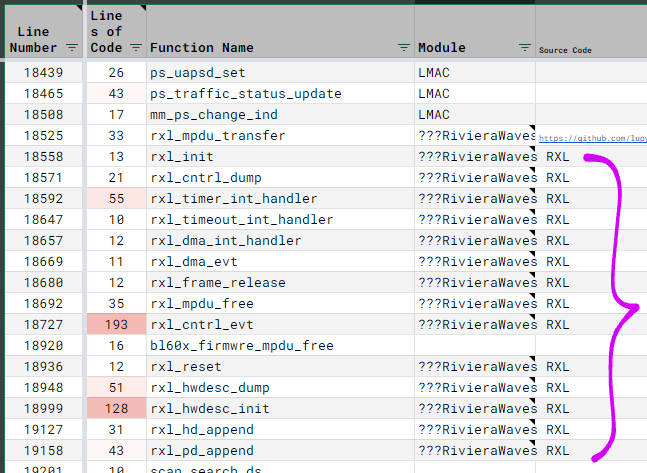 Line Number Lines of Code Function Name Module Source Code
18439 26 ps_uapsd_set LMAC
18465 43 ps_traffic_status_update LMAC
18508 17 mm_ps_change_ind LMAC
18525 33 rxl_mpdu_transfer ???RivieraWaves https://github.com/lupy
18558 13 rxl_init ???RivieraWaves RXL
18571 21 rxl_cntrl_dump ???RivieraWaves RXL
18592 55 rxl_timer_int_handler ???RivieraWaves RXL
18647 10 rxl_timeout_int_handler ???RivieraWaves RXL
18657 12 rxl_dma_int_handler ???RivieraWaves RXL
18669 11 rxl_dma_evt ???RivieraWaves RXL
18680 12 rxl_frame_release ???RivieraWaves RXL
18692 35 rxl_mpdu_free ???RivieraWaves RXL
18727 193 rxl_cntrl_evt ???RivieraWaves RXL
18920 16 bl60x_firmwre_mpdu_free
18936 12 rxl_reset ???RivieraWaves RXL
18948 51 rxl_hwdesc_dump ???RivieraWaves RXL
18999 128 rxl_hwdesc_init ???RivieraWaves RXL
19127 31 rxl_hd_append ???RivieraWaves RXL
19158 43 rxl_pd_append ???RivieraWaves RXL
19201 10 scan_search_ds